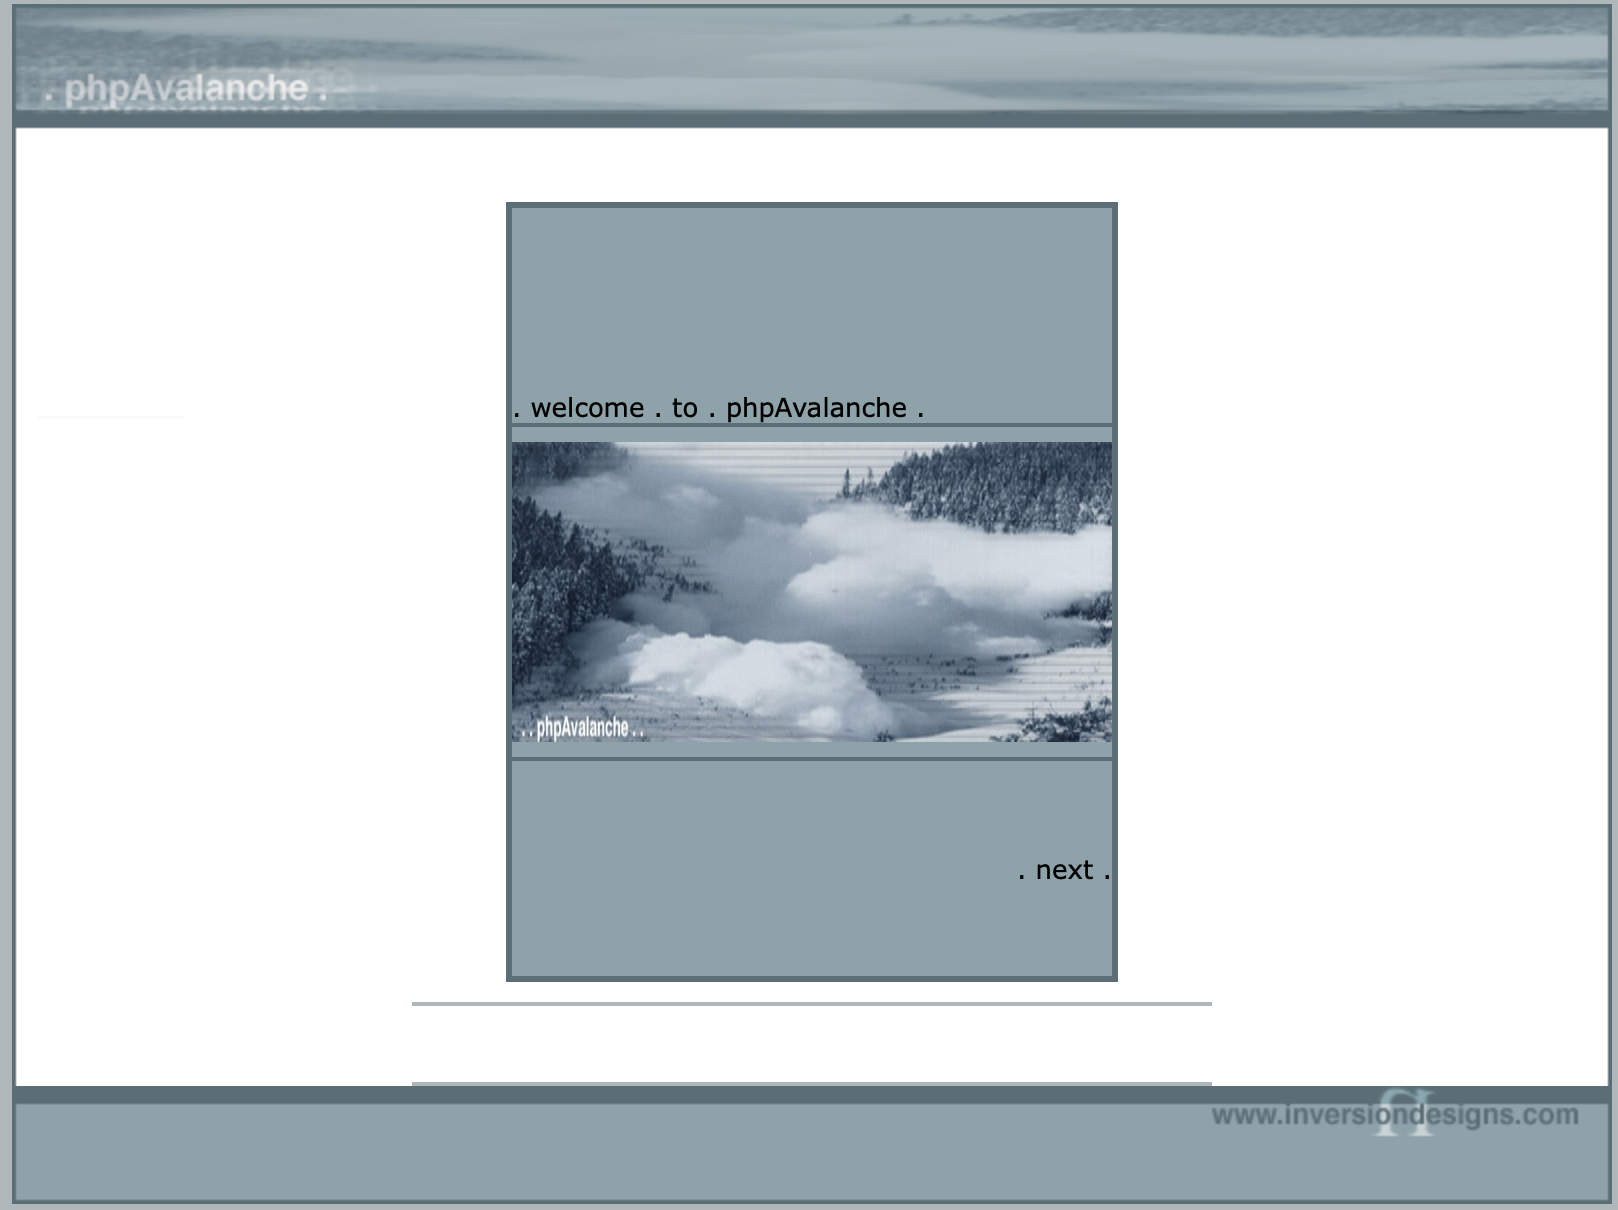 . phpAvalanche .
. welcome . to . phpAvalanche .
. . phpAvalanche . .
. next .
www.inversiondesigns.com